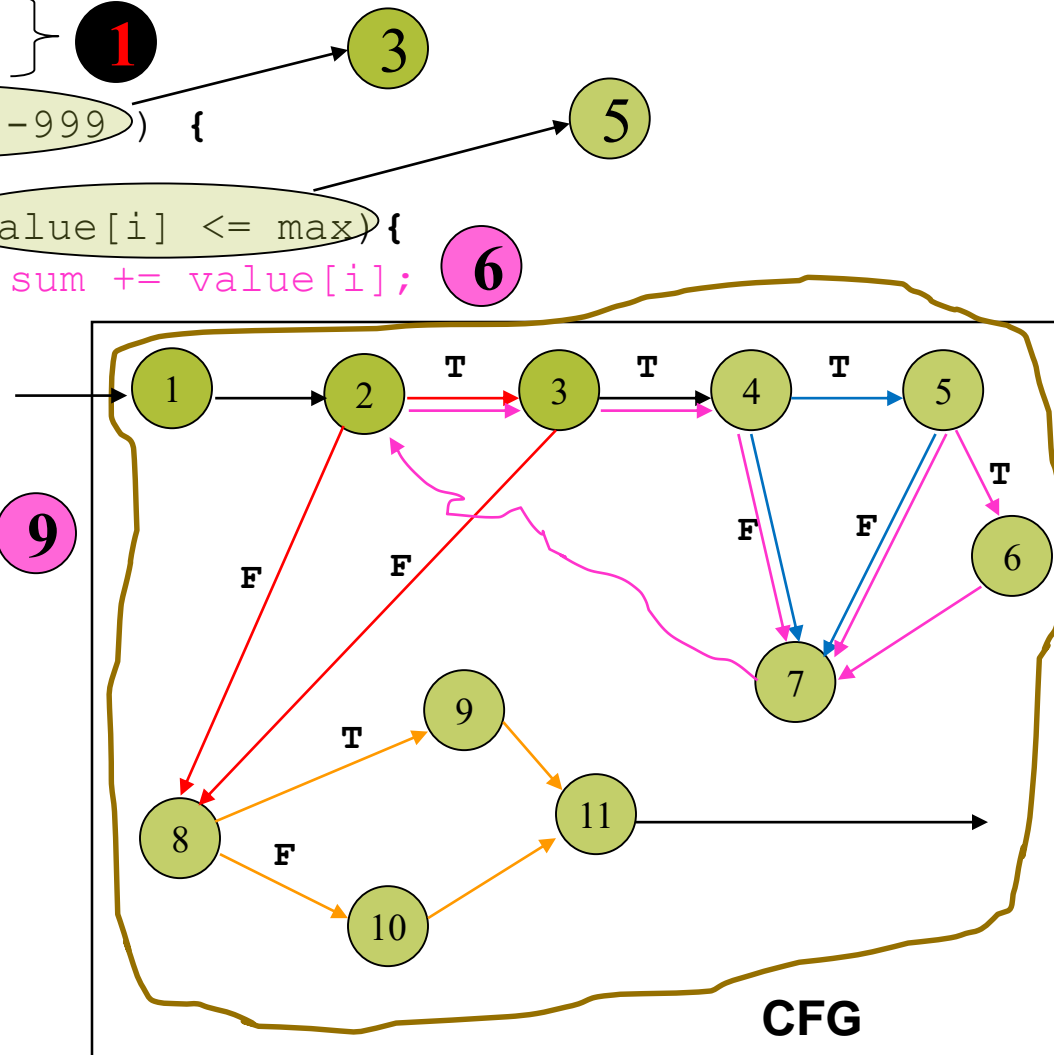 1
3
-999 ) {
5
alue[i] <= max){
sum += value[i]; 6
T T T
1 2 3 4 5
T
9 F F F F 6
7
9
T
8 11
F
10
CFG